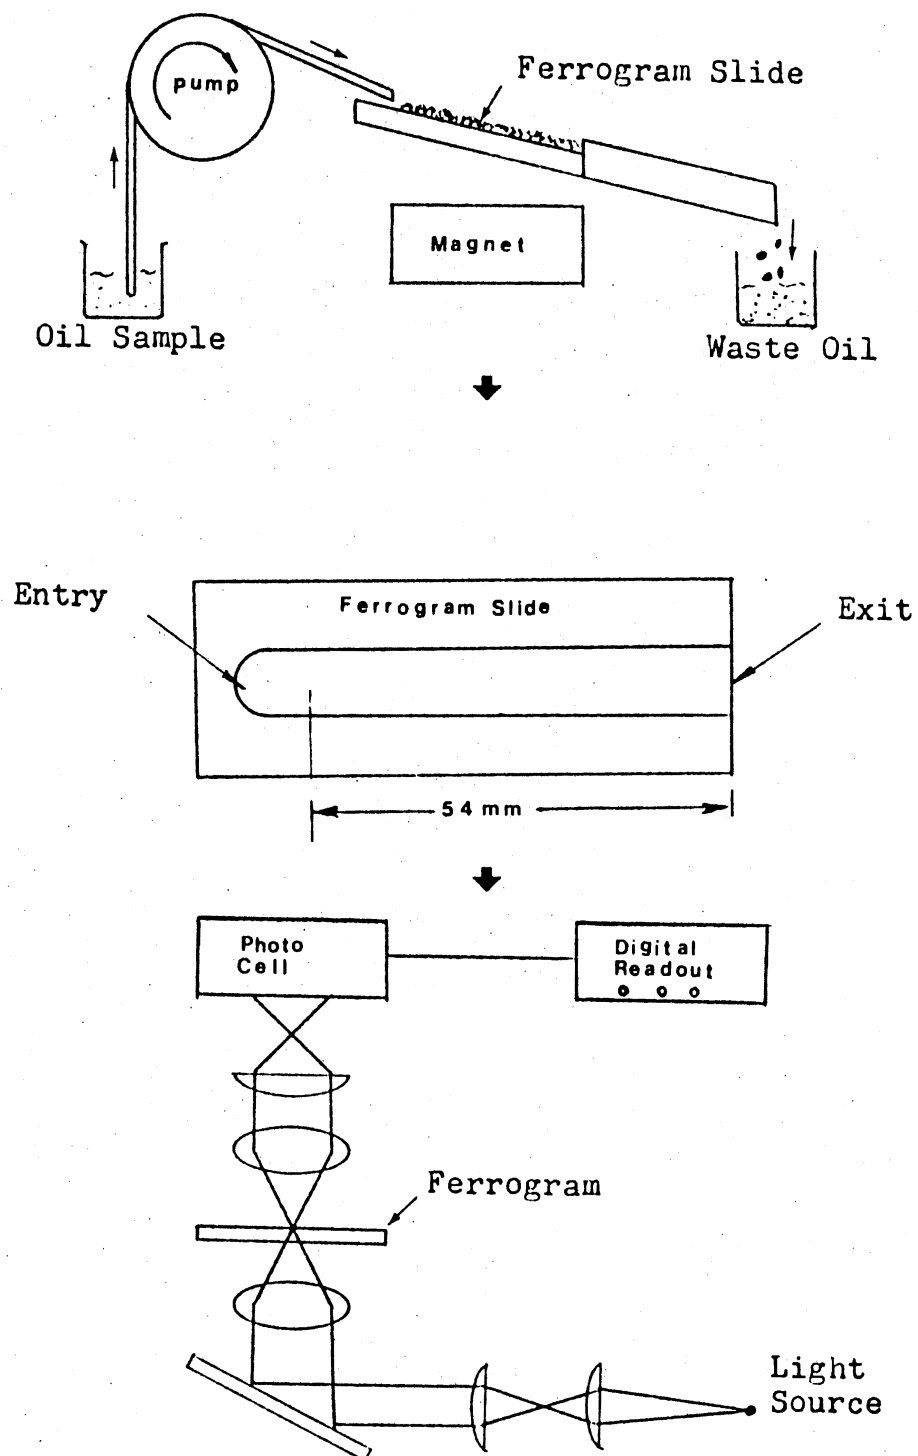 pump
Ferrogram Slide
Magnet
Oil Sample
Waste Oil
Entry
Ferrogram Slide
Exit
54 mm
Photo
Cell
Digital
Readout
Ferrogram
Light
Source